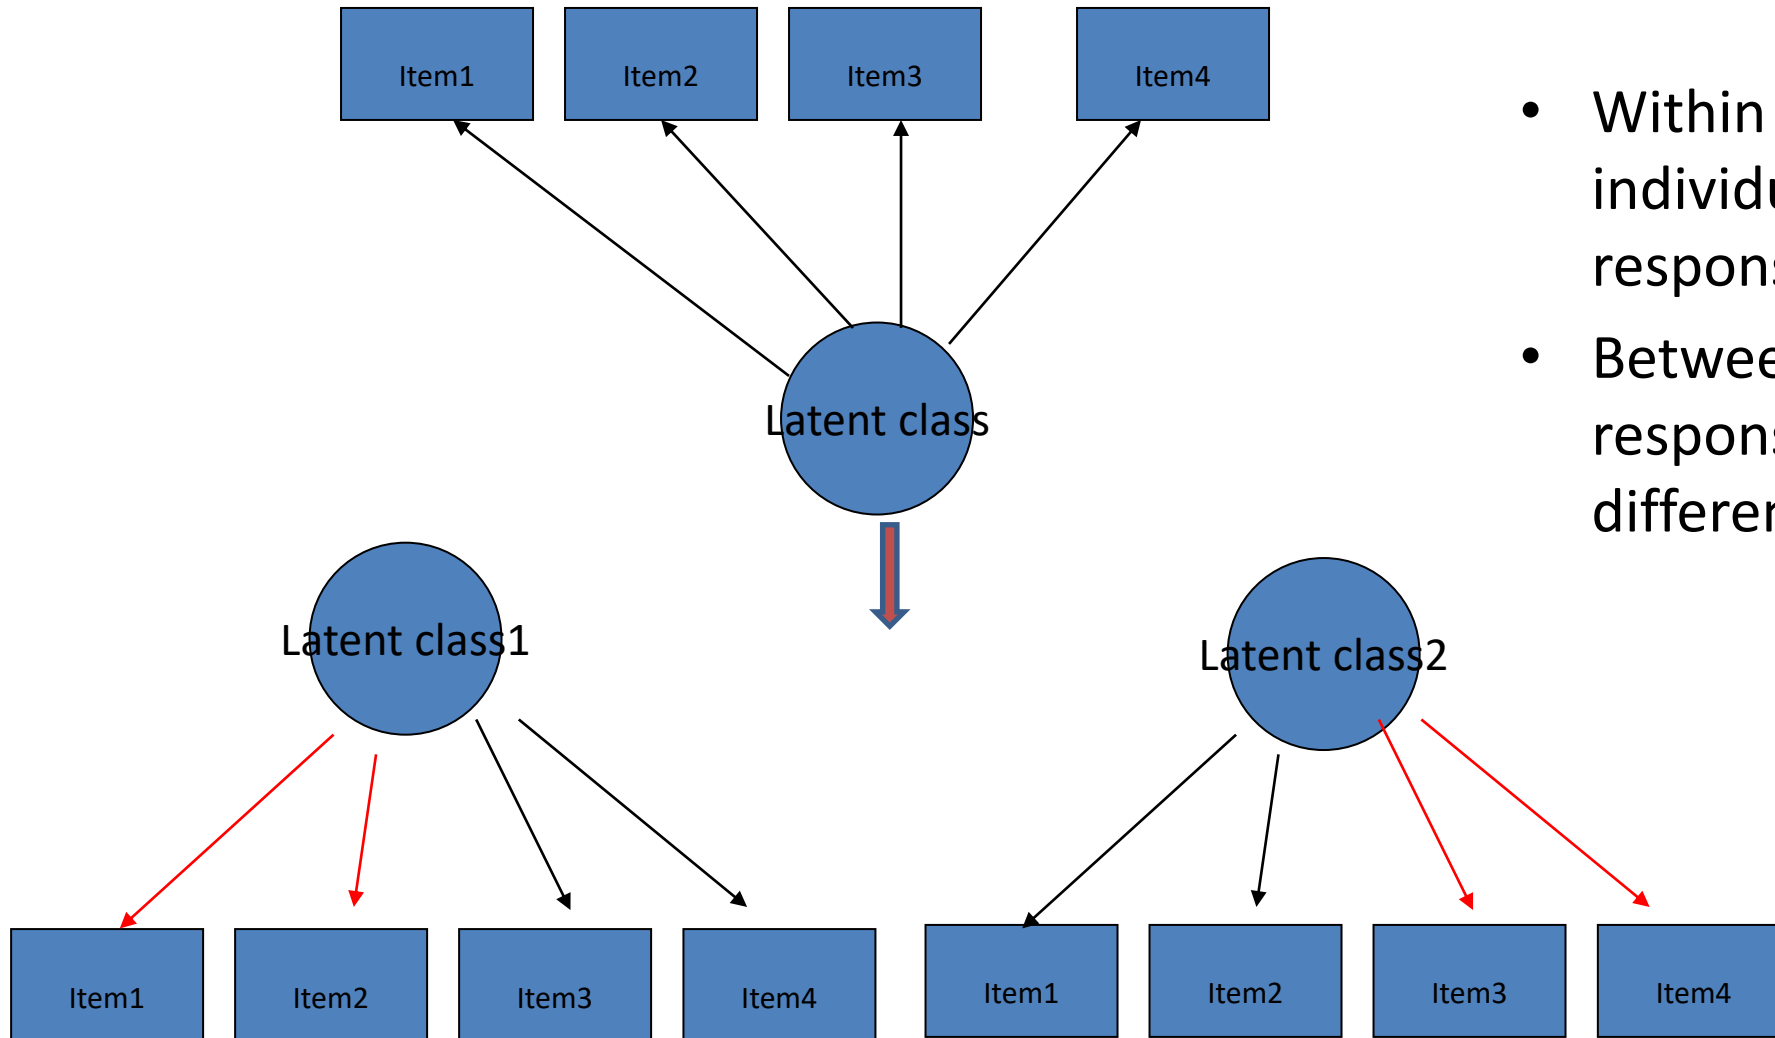 Item1 Item2 Item3 Item4
• Within
• Betwee
Latent class
Latent class1
Latent class2
Item1 Item2 Item3 Item4 Item1 Item2 Item3 Item4